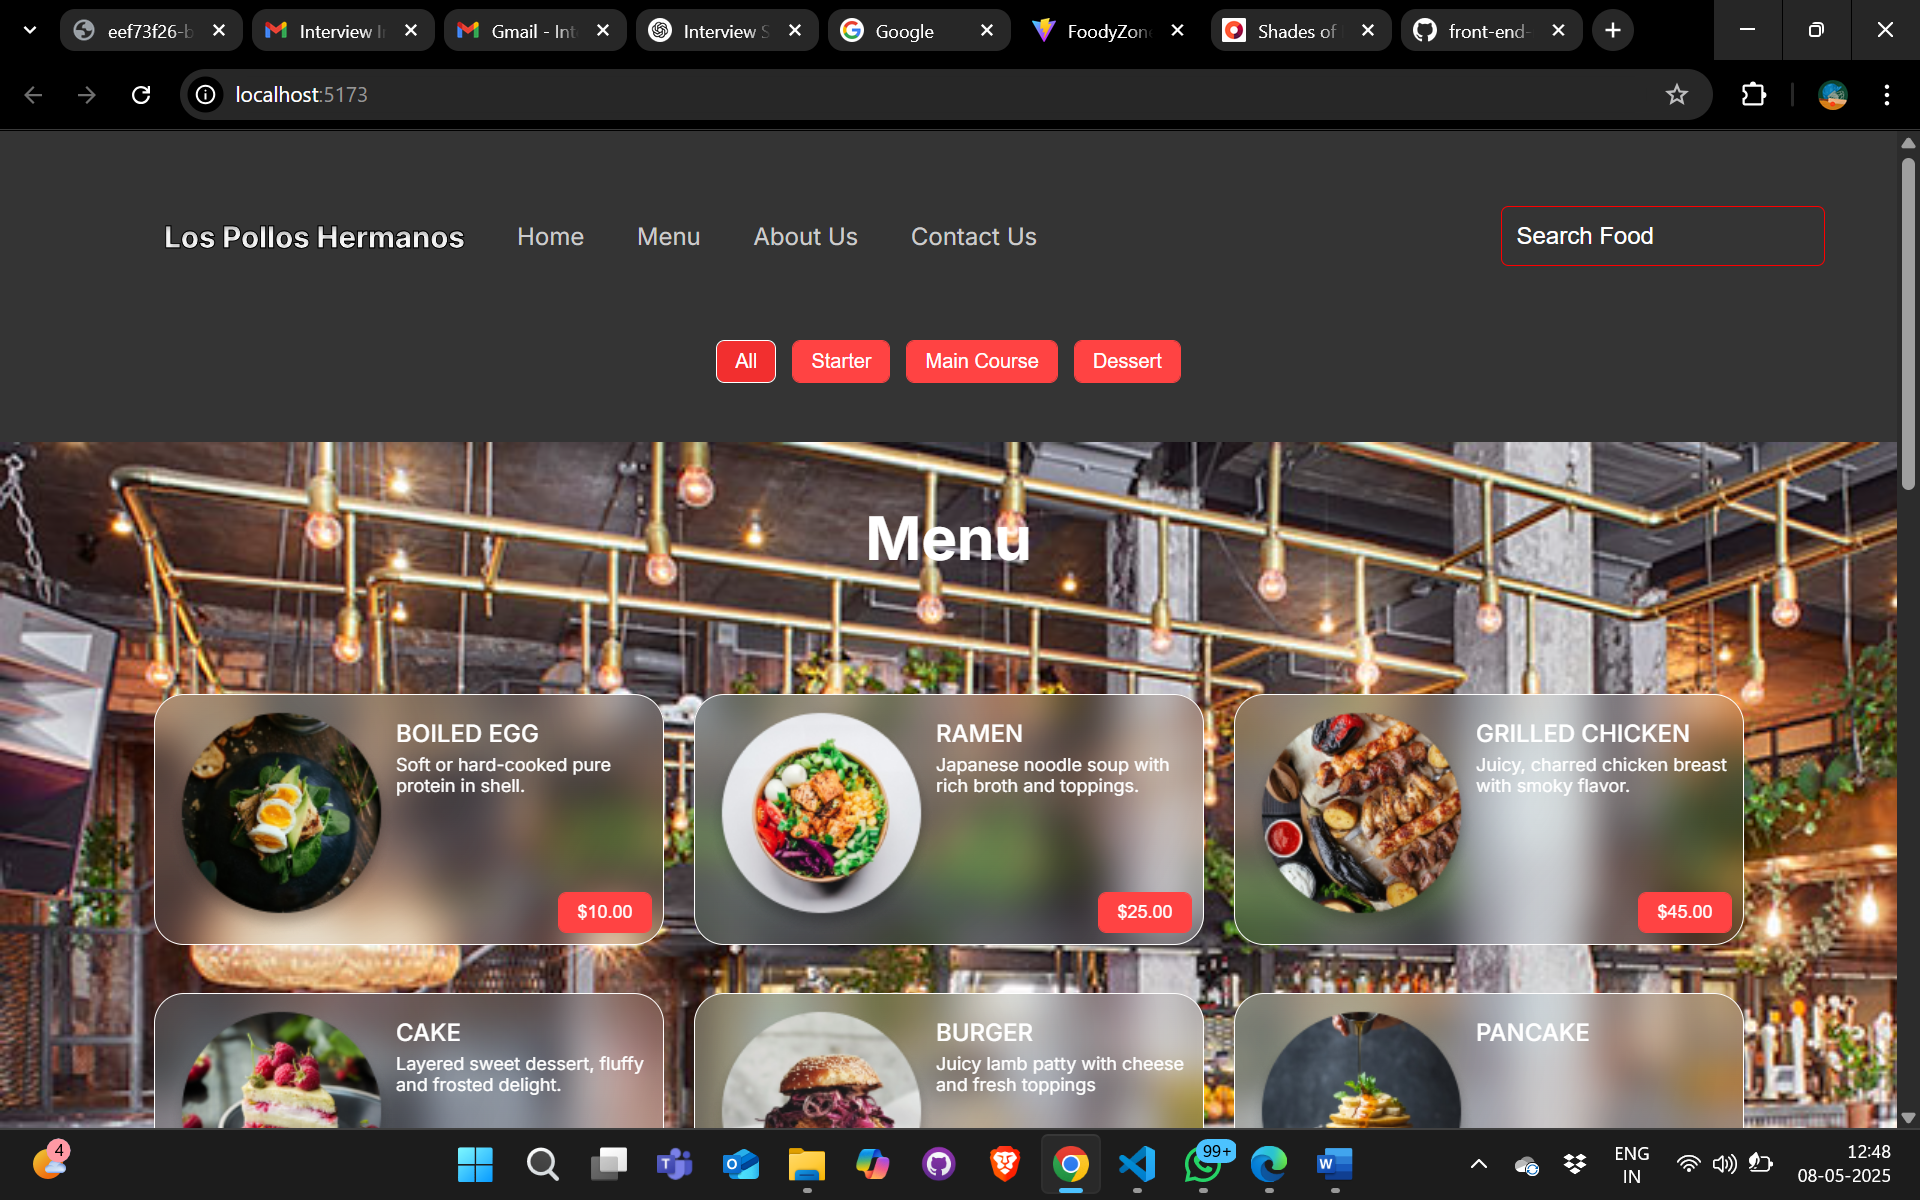 eef73f26-b
Interview I
Gmail - Int
Interview S
Google
FoodyZon
Shades of
front-end-
localhost:5173
Los Pollos Hermanos
Home
Menu
About Us
Contact Us
Search Food
All
Starter
Main Course
Dessert
Menu
BOILED EGG
Soft or hard-cooked pure
protein in shell.
$10.00
RAMEN
Japanese noodle soup with
rich broth and toppings.
$25.00
GRILLED CHICKEN
Juicy, charred chicken breast
with smoky flavor.
$45.00
CAKE
Layered sweet dessert, fluffy
and frosted delight.
BURGER
Juicy lamb patty with cheese
and fresh toppings
PANCAKE
4
99+
ENG
IN
12:48
08-05-2025